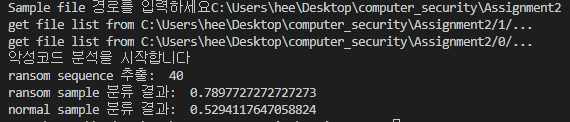 Sample file 경로를 입력하세요C:\Users\hee\Desktop\computer_security\Assignment2
get file list from C:\Users\hee\Desktop\computer_security\Assignment2/1/...
get file list from C:\Users\hee\Desktop\computer_security\Assignment2/0/...
악성코드 분석을 시작합니다
ransom sequence 추출:  40
ransom sample 분류 결과:  0.7897727272727273
normal sample 분류 결과:  0.5294117647058824